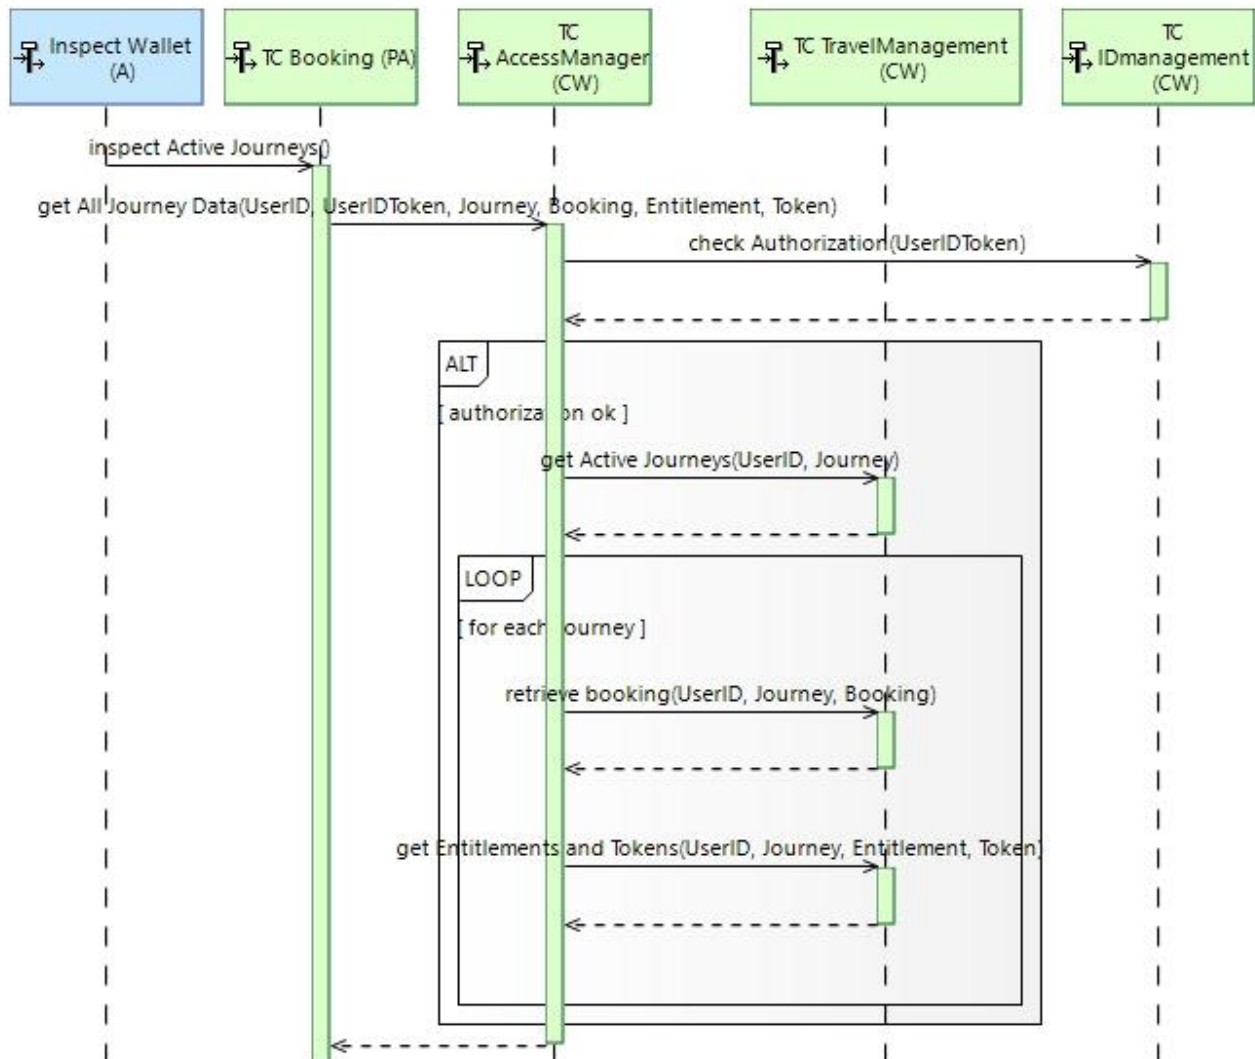 Inspect Wallet
(A)
TC Booking (PA)
TC
AccessManager
(CW)
TC TravelManagement
(CW)
TC
IDmanagement
(CW)
inspect Active Journeys()
get All Journey Data(UserID, UserIDToken, Journey, Booking, Entitlement, Token)
check Authorization(UserIDToken)
ALT
[ authorization ok ]
get Active Journeys(UserID, Journey)
LOOP
[ for each Journey ]
retrieve booking(UserID, Journey, Booking)
get Entitlements and Tokens(UserID, Journey, Entitlement, Token)